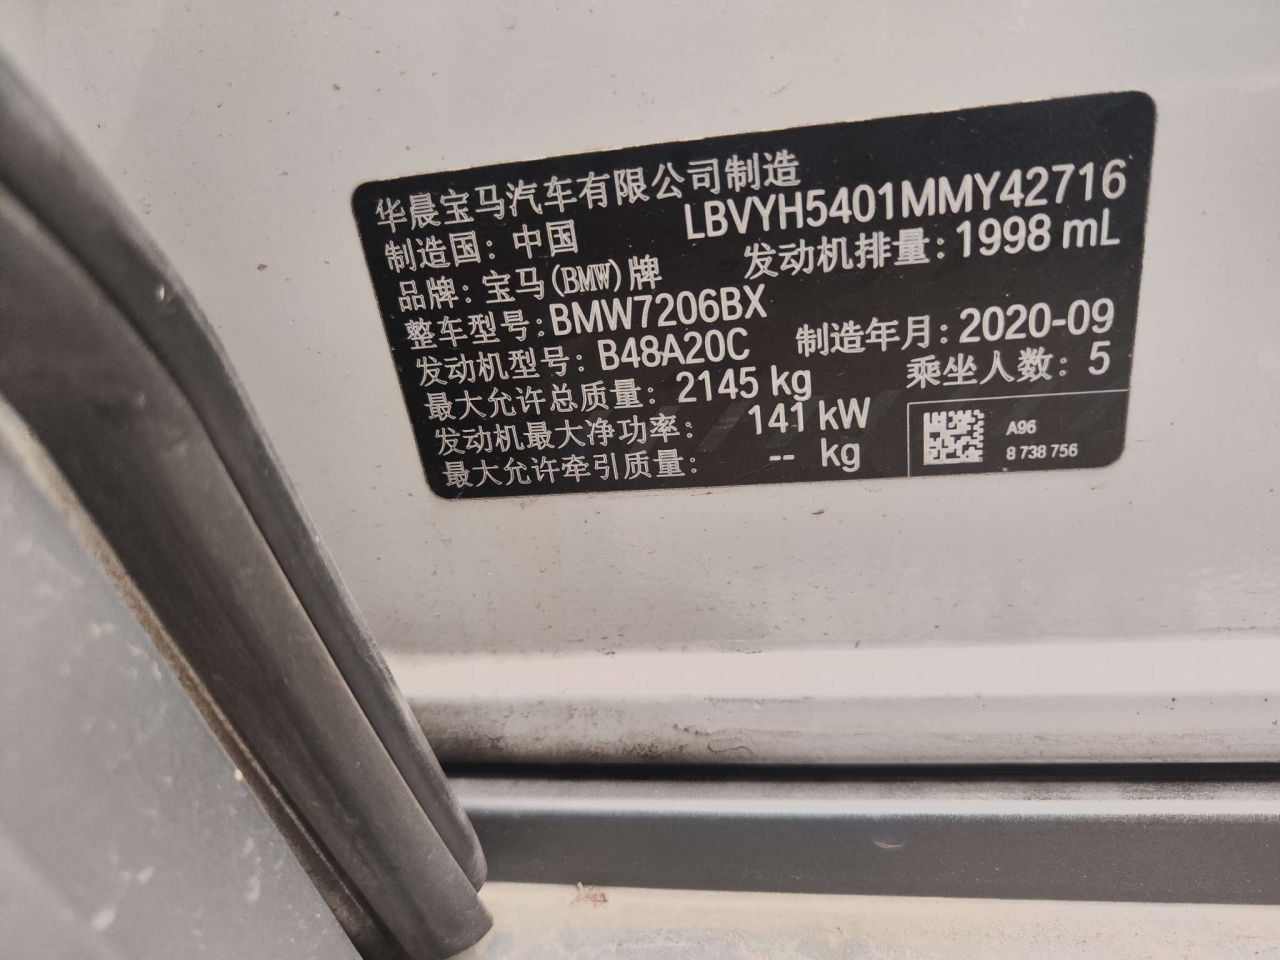 华晨宝马汽车有限公司制造
制造国：中国 LBVYH5401MMY42716
品牌：宝马(BMW)牌 发动机排量：1998 mL
整车型号：BMW7206BX
发动机型号：B48A20C 制造年月：2020-09
最大允许总质量：2145 kg 乘坐人数：5
发动机最大净功率： 141 kW
最大允许牵引质量： -- kg
A96
8 738 756